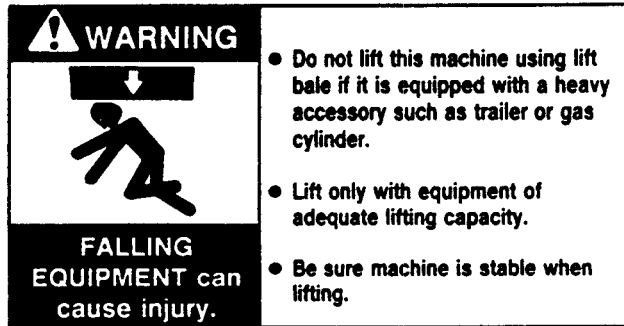 WARNING
FALLING
EQUIPMENT can
cause injury.
● Do not lift this machine using lift
bale if it is equipped with a heavy
accessory such as trailer or gas
cylinder.
● Lift only with equipment of
adequate lifting capacity.
● Be sure machine is stable when
lifting.